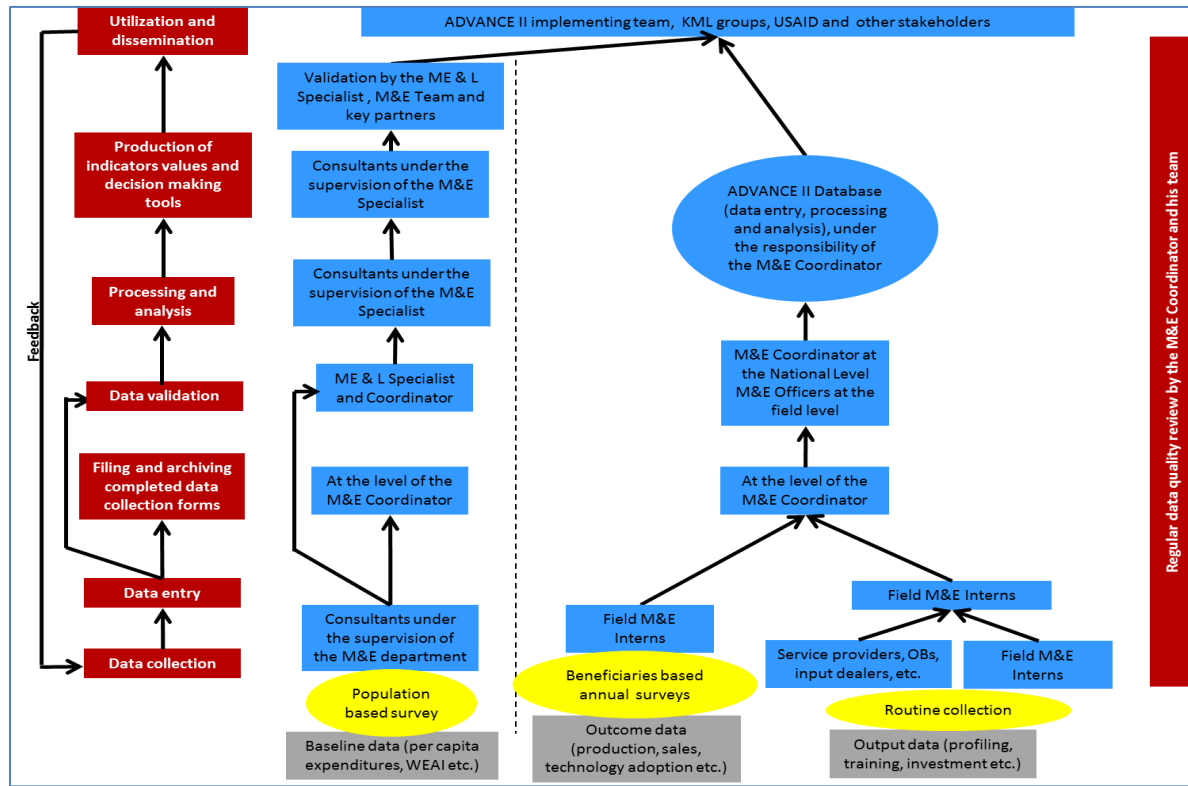 Utilization and
dissemination
Production of
indicators values and
decision making
tools
Processing and
analysis
Data validation
Filing and archiving
completed data
collection forms
Data entry
Data collection
Feedback
ADVANCE II implementing team, KML groups, USAID and other stakeholders
Validation by the ME & L
Specialist , M&E Team and
key partners
Consultants under the
supervision of the M&E
Specialist
Consultants under the
supervision of the M&E
Specialist
ME & L Specialist
and Coordinator
At the level of the
M&E Coordinator
Consultants under
the supervision of
the M&E department
Population
based survey
Baseline data (per capita
expenditures, WEAI etc.)
ADVANCE II Database
(data entry, processing
and analysis), under
the responsibility of
the M&E Coordinator
M&E Coordinator at
the National Level
M&E Officers at the
field level
At the level of the
M&E Coordinator
Field M&E
Interns
Beneficiaries based
annual surveys
Outcome data
(production, sales,
technology adoption etc.)
Field M&E Interns
Service providers, OBs,
input dealers, etc.
Field M&E
Interns
Routine collection
Output data (profiling,
training, investment etc.)
Regular data quality review by the M&E Coordinator and his team